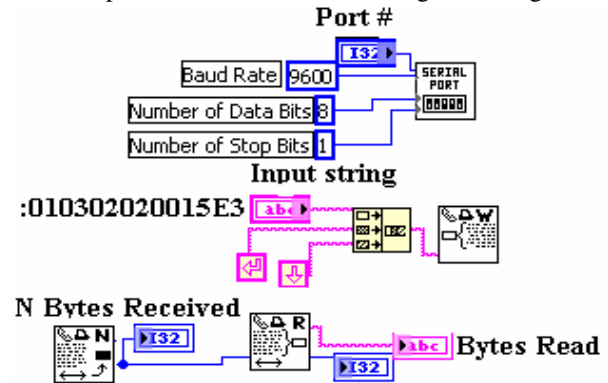 Port #
I32
Baud Rate 9600
SERIAL
PORT
Number of Data Bits 8
Number of Stop Bits 1
Input string
:010302020015E3 abc
W
N Bytes Received
N I32
R
abc Bytes Read
I32